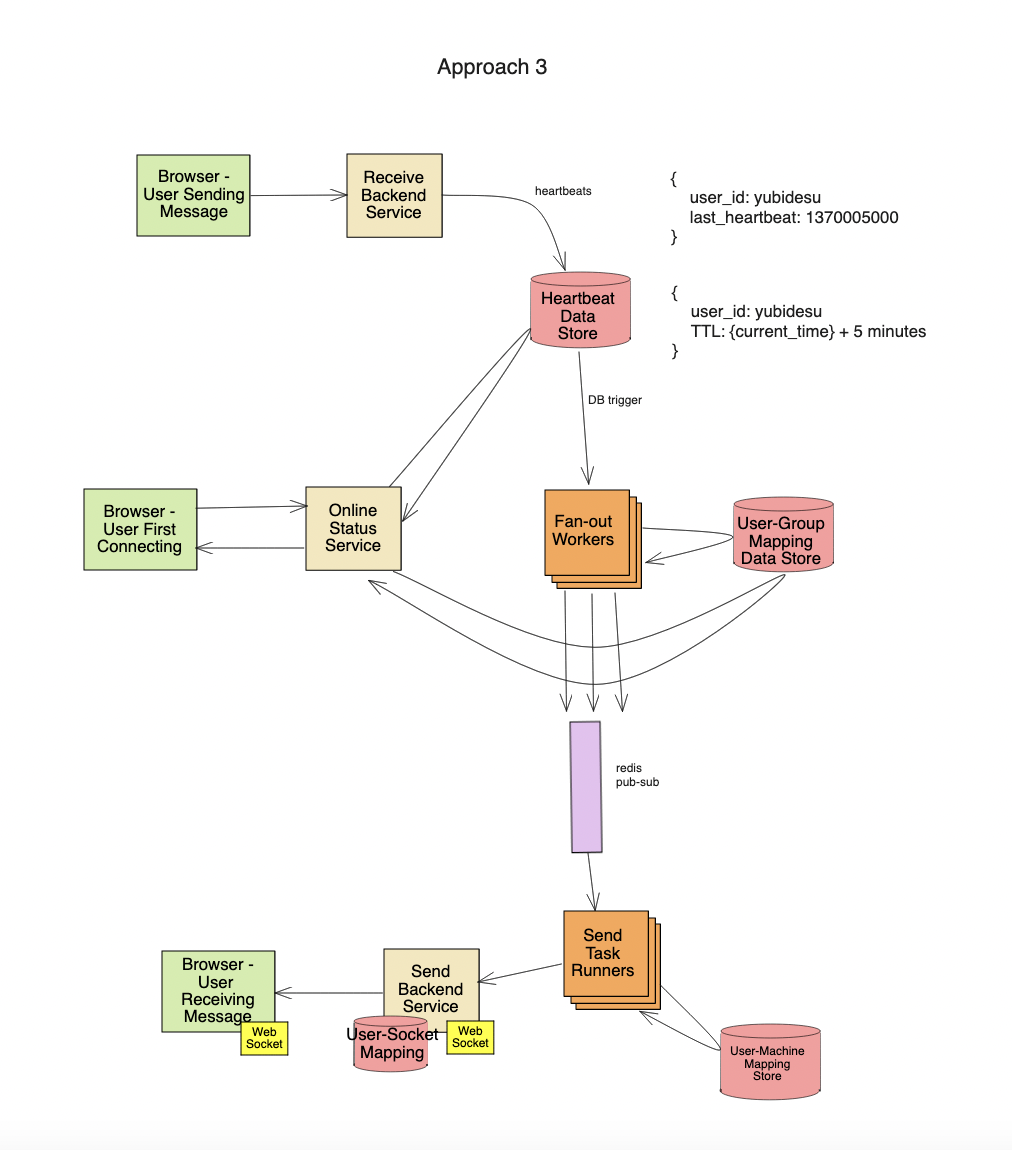 Approach 3
Browser -
User Sending
Message
Receive
Backend
Service
heartbeats
{
user_id: yubidesu
last_heartbeat: 1370005000
}
Heartbeat
Data
Store
{
user_id: yubidesu
TTL: {current_time} + 5 minutes
}
DB trigger
Browser -
User First
Connecting
Online
Status
Service
Fan-out
Workers
User-Group
Mapping
Data Store
redis
pub-sub
Send
Task
Runners
Browser -
User
Receiving
Message
Web
Socket
Send
Backend
Service
User-Socket
Mapping
Web
Socket
User-Machine
Mapping
Store